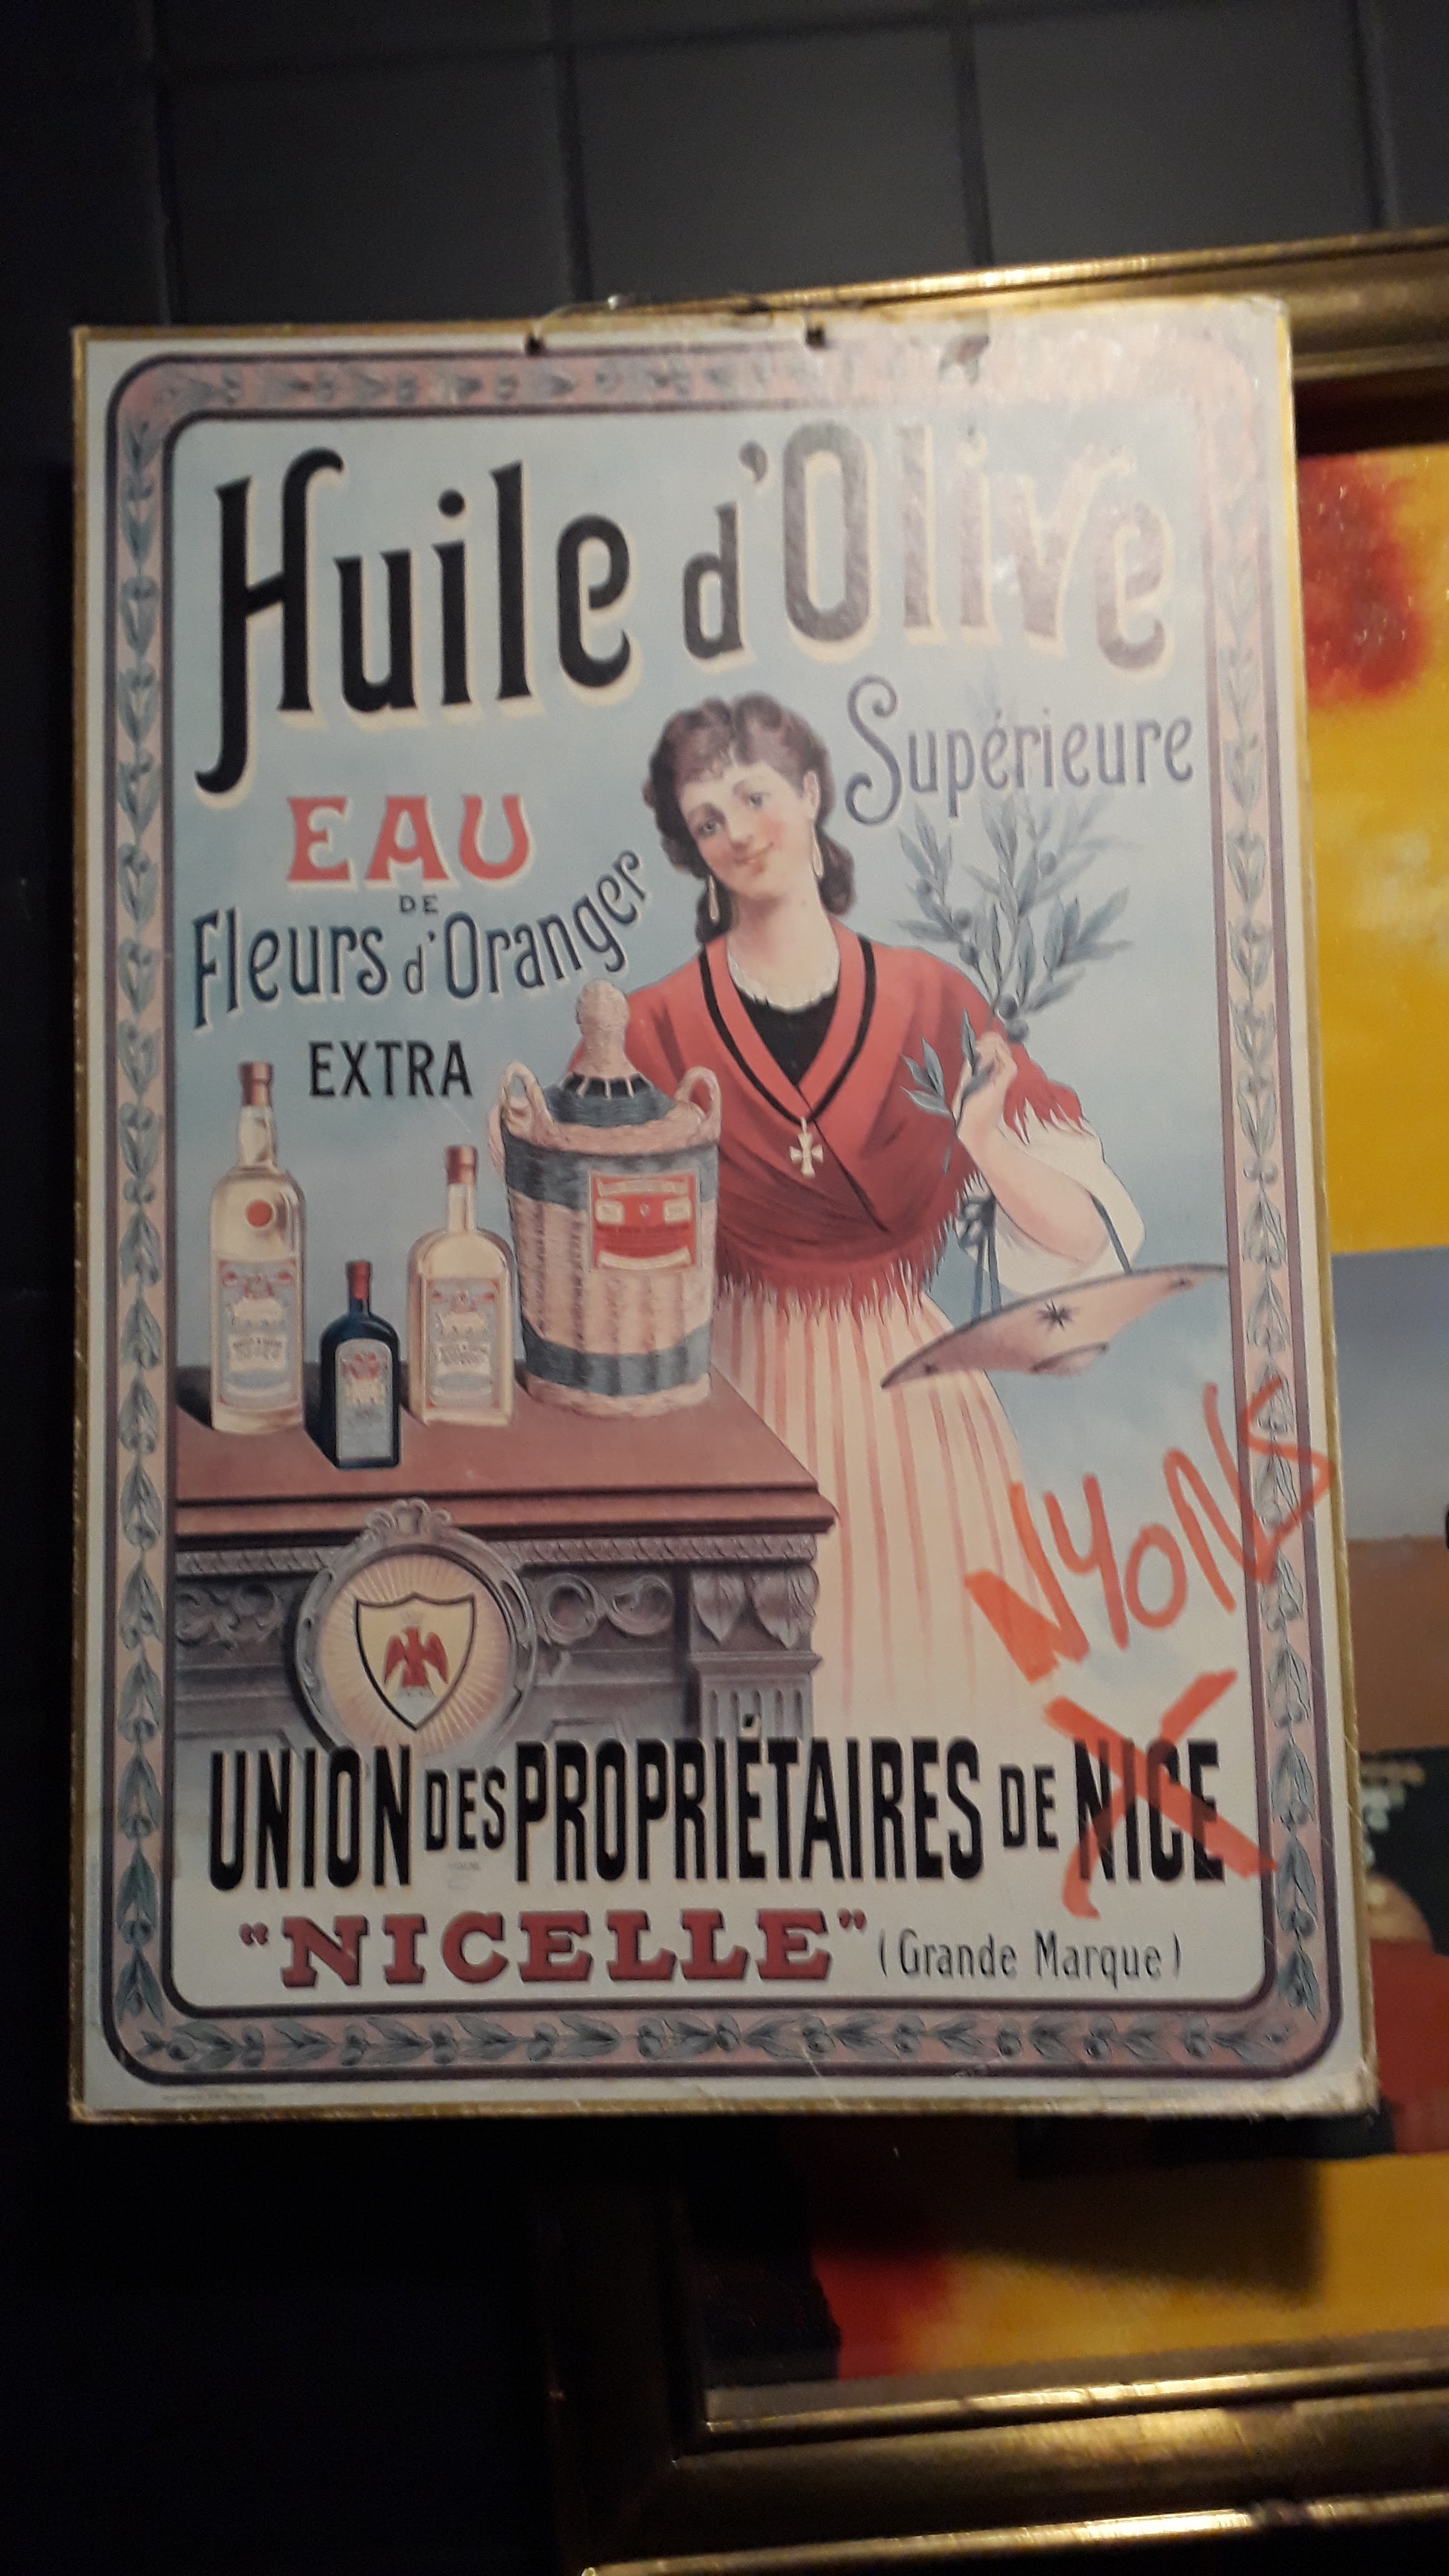 Huile d'Olive
Supérieure
EAU
DE
Fleurs d'Oranger
EXTRA
NYONS
UNION DES PROPRIÉTAIRES DE NICE
"NICELLE" (Grande Marque)